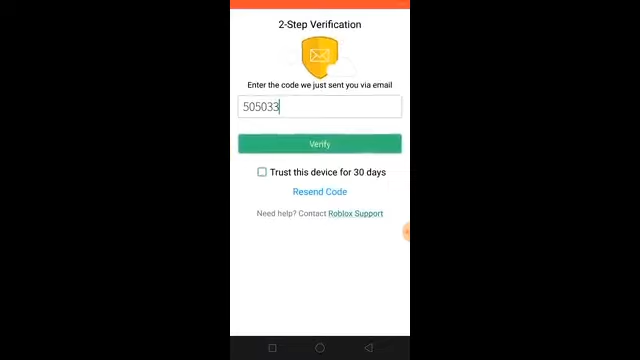 2-Step Verification
Enter the code we just sent you via email
505033
Verify
Trust this device for 30 days
Resend Code
Need help? Contact Roblox Support